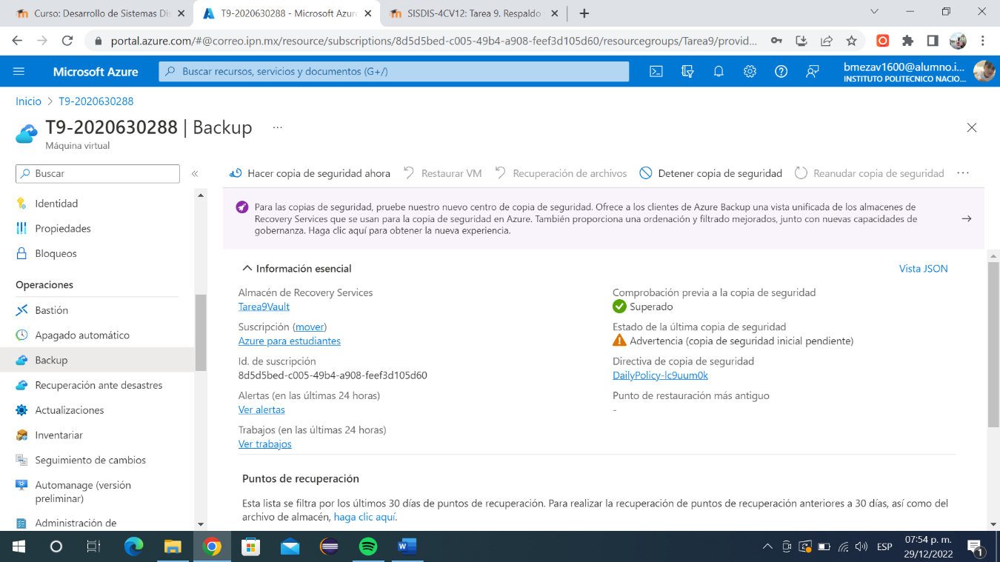 Curso: Desarrollo de Sistemas Dis
T9-2020630288 - Microsoft Azure
SISDIS-4CV12: Tarea 9. Respaldo
portal.azure.com/#@correo.ipn.mx/resource/subscriptions/8d5d5bed-c005-49b4-a908-feef3d105d60/resourcegroups/Tarea9/provid...
Microsoft Azure
Buscar recursos, servicios y documentos (G+/)
bmezav1600@alumno.i...
INSTITUTO POLITECNICO NACIO...
Inicio > T9-2020630288
T9-2020630288 | Backup ...
Máquina virtual
Buscar
«
Hacer copia de seguridad ahora
Restaurar VM
Recuperación de archivos
Detener copia de seguridad
Reanudar copia de seguridad
...
Identidad
Propiedades
Bloqueos
Operaciones
Bastión
Apagado automático
Backup
Recuperación ante desastres
Actualizaciones
Inventariar
Seguimiento de cambios
Automanage (versión
preliminar)
Administración de
Para las copias de seguridad, pruebe nuestro nuevo centro de copia de seguridad. Ofrece a los clientes de Azure Backup una vista unificada de los almacenes de
Recovery Services que se usan para la copia de seguridad en Azure. También proporciona una ordenación y filtrado mejorados, junto con nuevas capacidades de
gobernanza. Haga clic aquí para obtener la nueva experiencia.
Información esencial
Vista JSON
Almacén de Recovery Services
Tarea9Vault
Suscripción (mover)
Azure para estudiantes
Id. de suscripción
8d5d5bed-c005-49b4-a908-feef3d105d60
Alertas (en las últimas 24 horas)
Ver alertas
Trabajos (en las últimas 24 horas)
Ver trabajos
Comprobación previa a la copia de seguridad
Superado
Estado de la última copia de seguridad
Advertencia (copia de seguridad inicial pendiente)
Directiva de copia de seguridad
DailyPolicy-lc9uum0k
Punto de restauración más antiguo
-
Puntos de recuperación
Esta lista se filtra por los últimos 30 días de puntos de recuperación. Para realizar la recuperación de puntos de recuperación anteriores a 30 días, así como del
archivo de almacén, haga clic aquí.
ESP
07:54 p. m.
29/12/2022
1